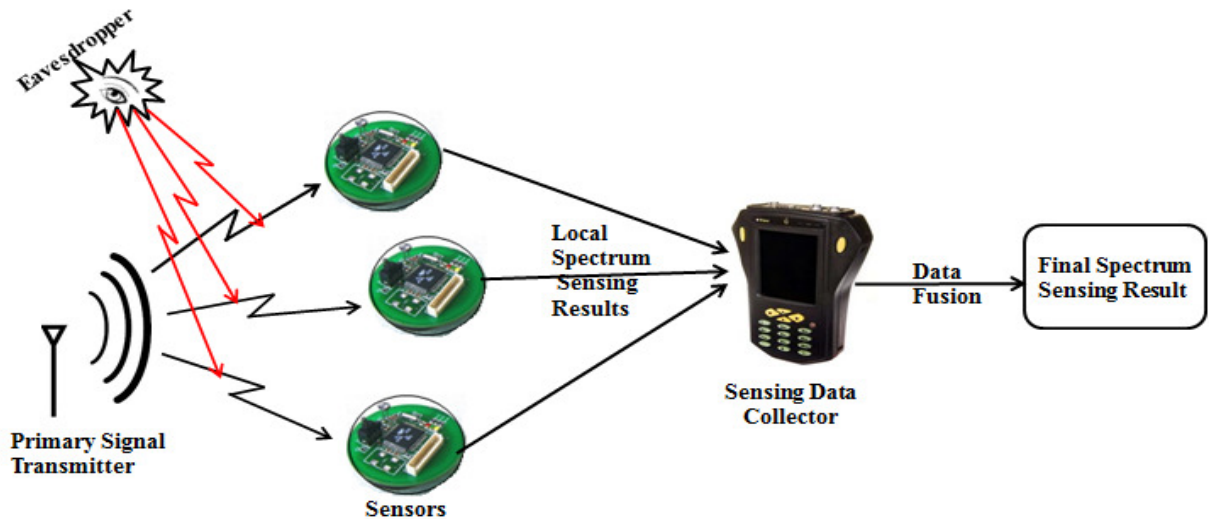 Eavesdropper
Local
Spectrum
Sensing
Results
Data
Fusion
Final Spectrum
Sensing Result
Sensing Data
Collector
Primary Signal
Transmitter
Sensors